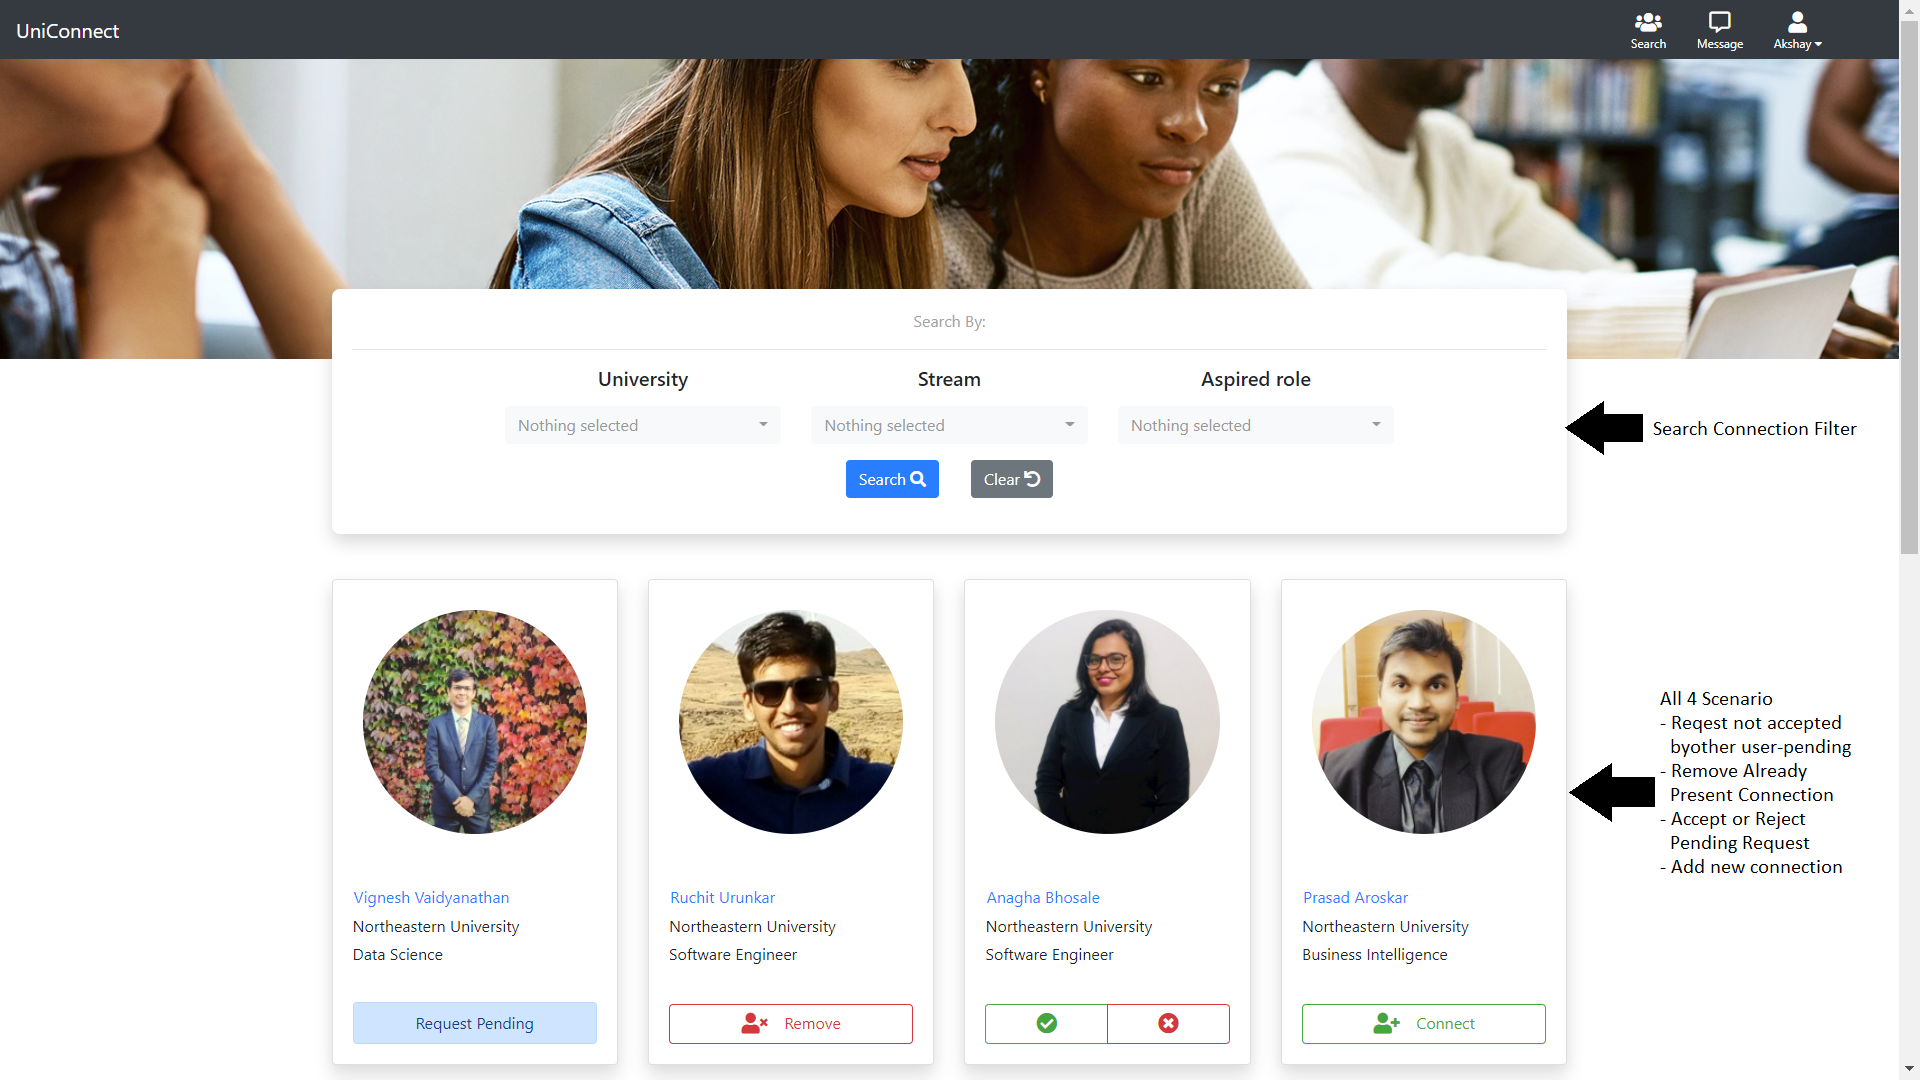 UniConnect
Search
Message
Akshay
Search By:
University
Stream
Aspired role
Nothing selected
Nothing selected
Nothing selected
Search Connection Filter
Search
Clear
All 4 Scenario
- Reqest not accepted
byother user-pending
- Remove Already
Present Connection
- Accept or Reject
Pending Request
- Add new connection
Vignesh Vaidyanathan
Northeastern University
Data Science
Request Pending
Ruchit Urunkar
Northeastern University
Software Engineer
Remove
Anagha Bhosale
Northeastern University
Software Engineer
Prasad Aroskar
Northeastern University
Business Intelligence
Connect